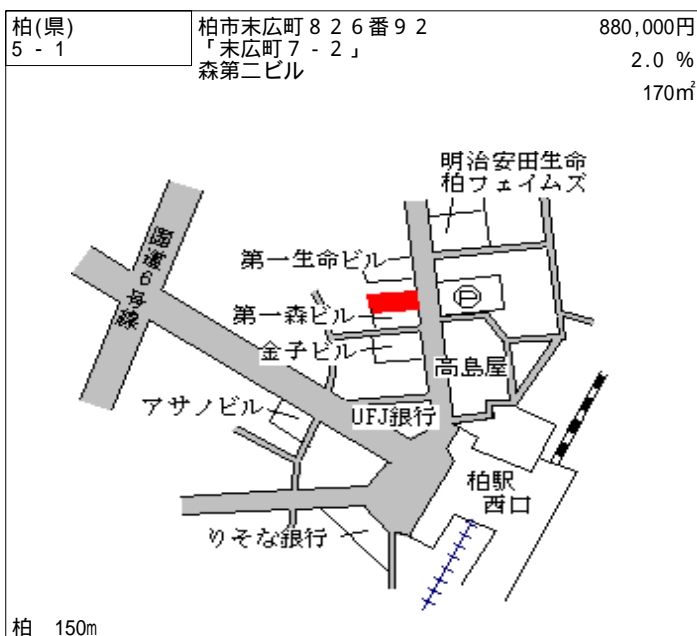 柏(県)
5 - 1
柏市末広町826番92
「末広町7-2」
森第二ビル
880,000円
2.0 %
170㎡
明治安田生命
柏フェイムズ
国道6号線
第一生命ビル
第一森ビル
金子ビル
P
高島屋
アサノビル
UFJ銀行
柏駅
西口
りそな銀行
柏 150m